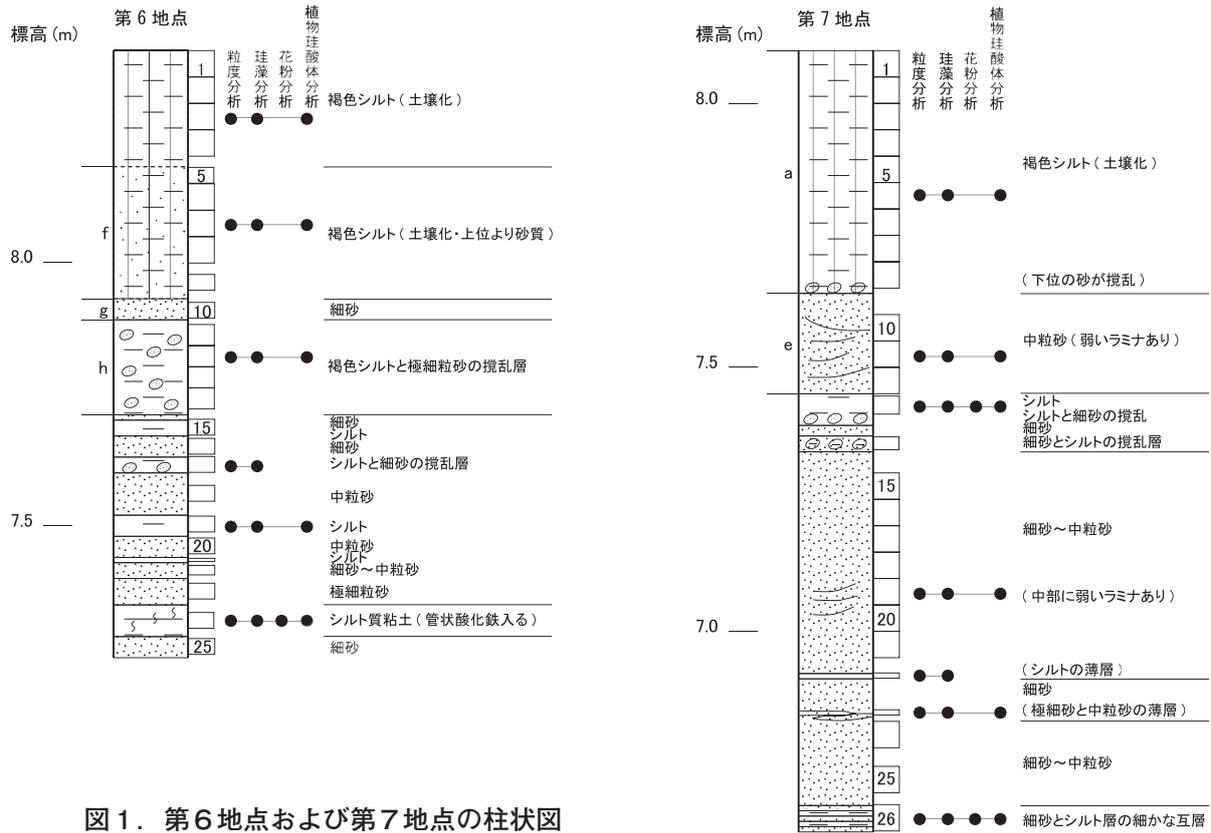 第6地点
標高(m)
粒度分析
珪藻分析
花粉分析
植物珪酸体分析
1
褐色シルト(土壌化)
5
f
褐色シルト(土壌化・上位より砂質)
8.0
g
10
細砂
h
褐色シルトと極細粒砂の撹乱層
15
細砂
シルト
細砂
シルトと細砂の撹乱層
中粒砂
7.5
シルト
20
中粒砂
シルト
細砂～中粒砂
極細粒砂
シルト質粘土(管状酸化鉄入る)
25
細砂
第7地点
標高(m)
粒度分析
珪藻分析
花粉分析
植物珪酸体分析
1
8.0
a
5
褐色シルト(土壌化)
(下位の砂が撹乱)
10
e
中粒砂(弱いラミナあり)
7.5
シルト
シルトと細砂の撹乱
細砂
細砂とシルトの撹乱層
15
細砂～中粒砂
(中部に弱いラミナあり)
20
7.0
(シルトの薄層)
細砂
(極細砂と中粒砂の薄層)
細砂～中粒砂
25
26
細砂とシルト層の細かな互層
図1. 第6地点および第7地点の柱状図